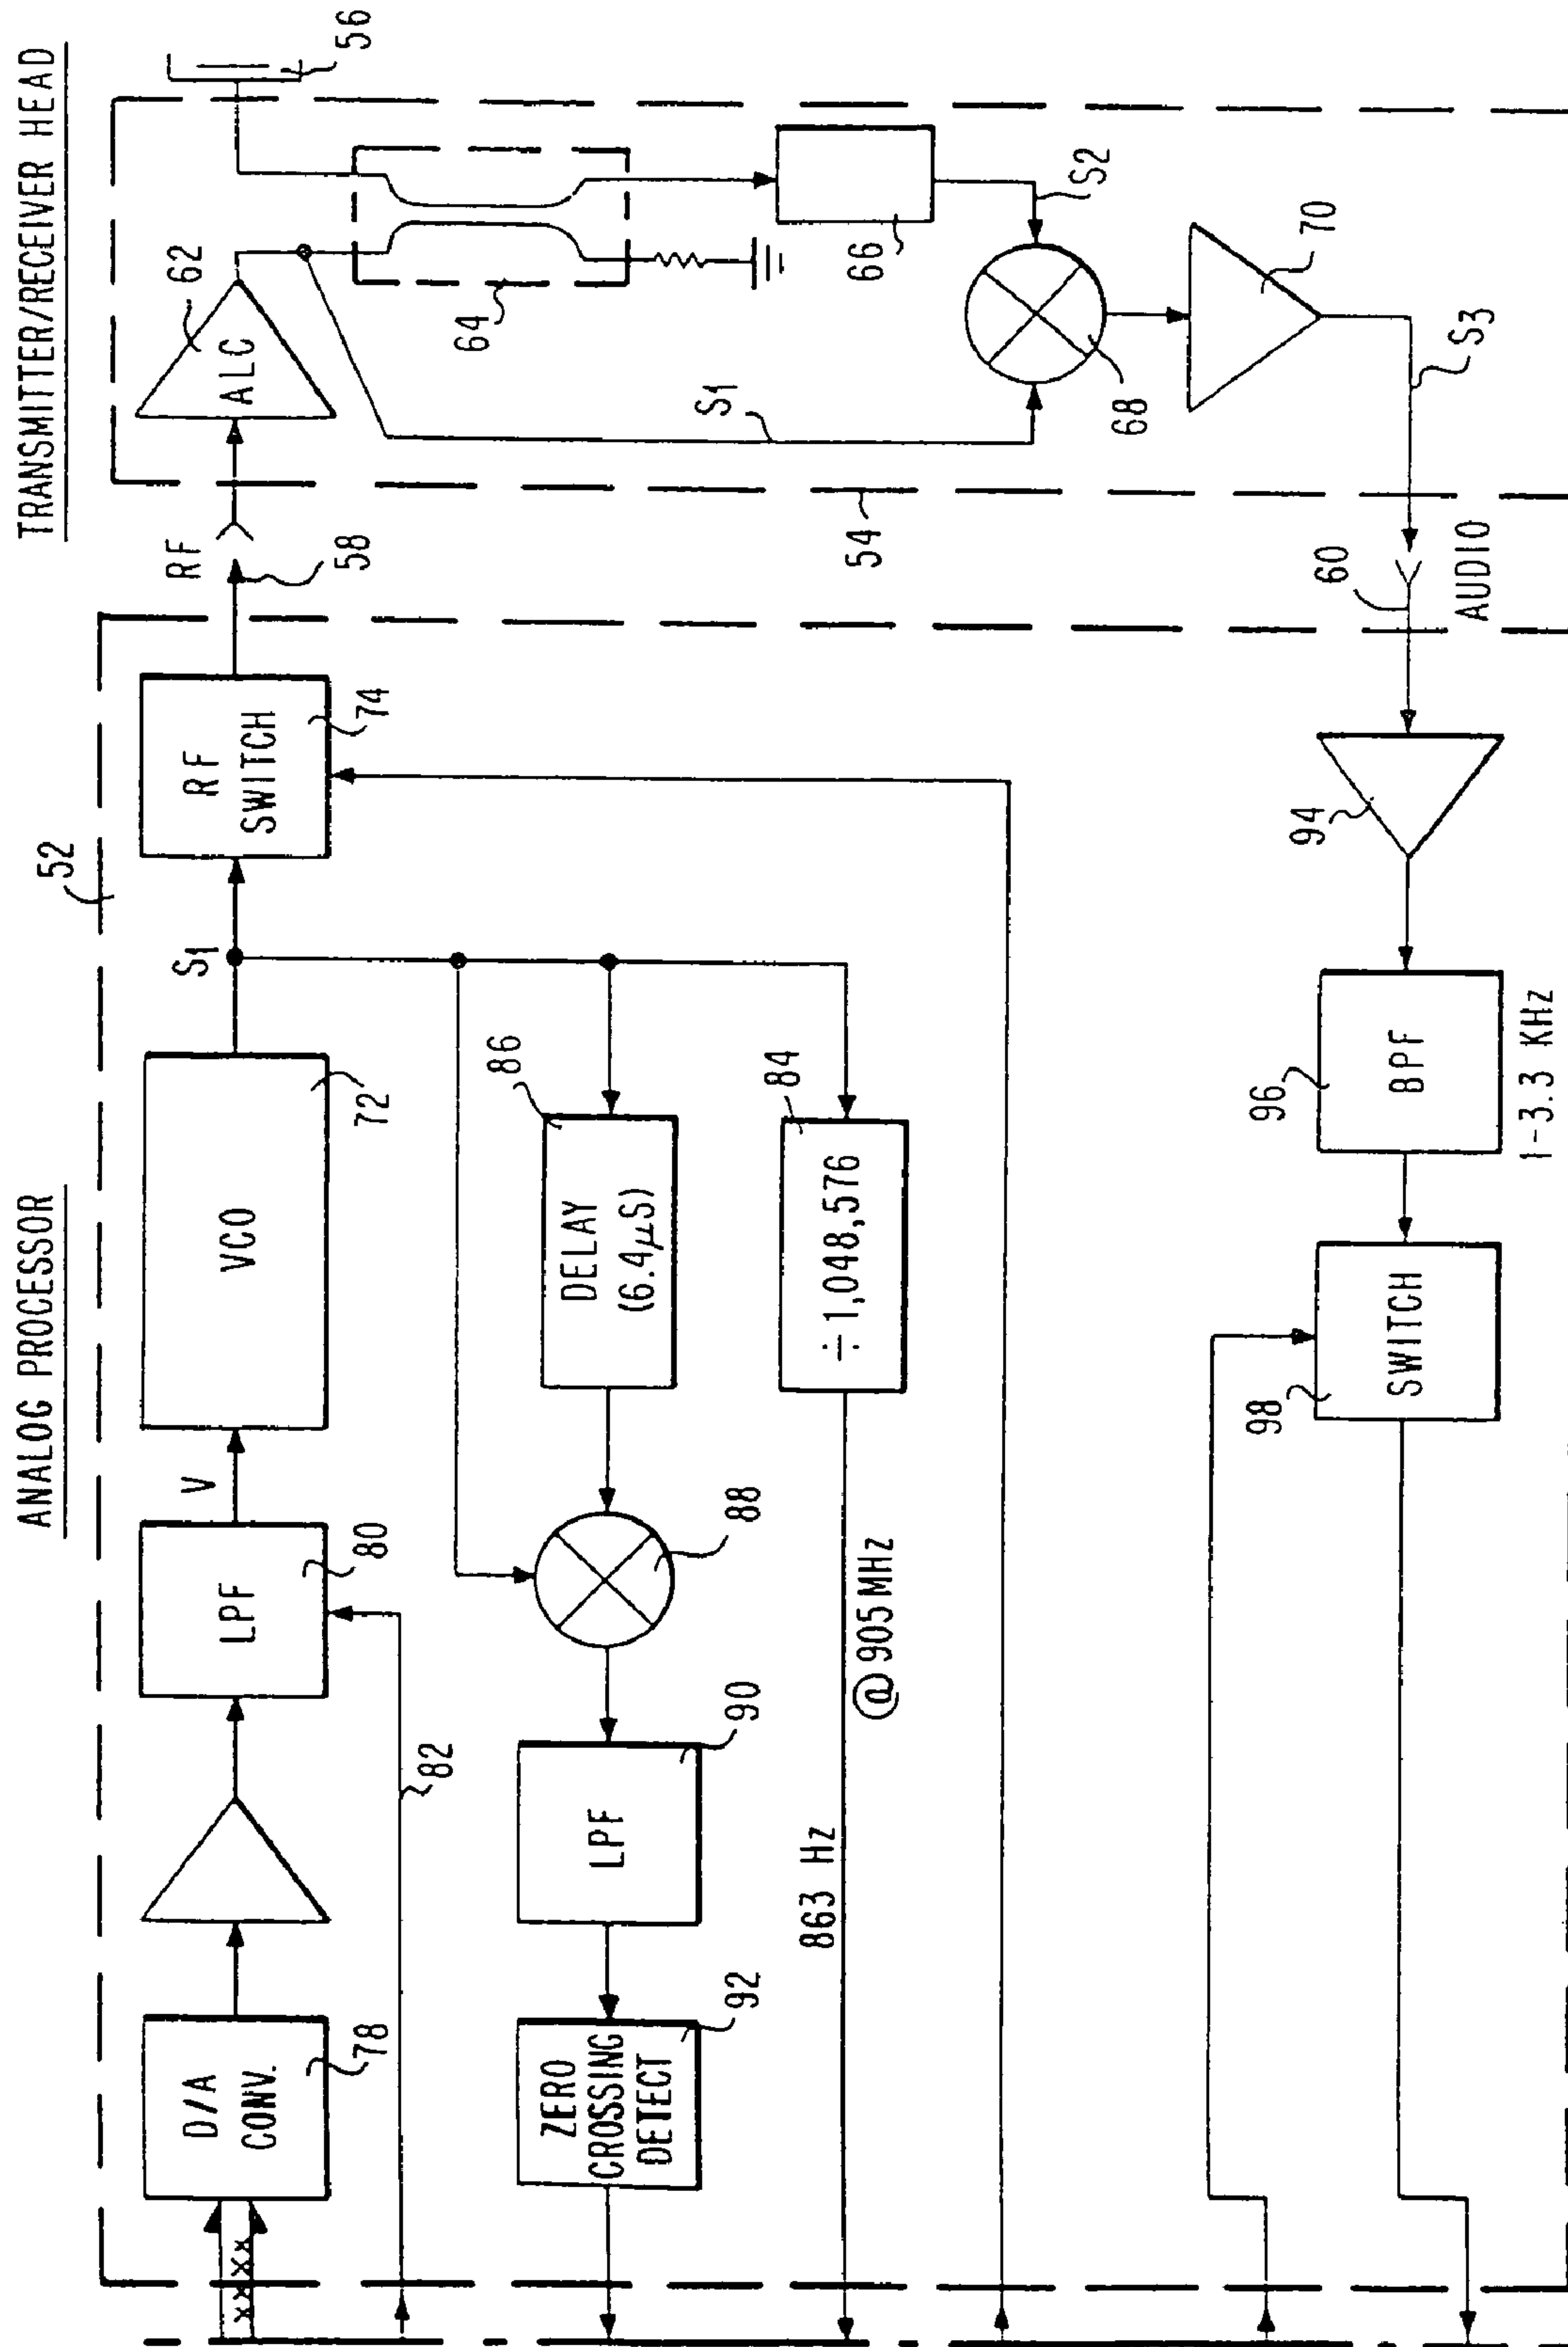 ANALOG PROCESSOR
TRANSMITTER/RECEIVER HEAD
52
D/A
CONV.
78
LPF
80
V
VCO
72
S1
RF
SWITCH
74
RF
58
ALC
62
56
82
64
DELAY
(6.4μS)
86
88
LPF
90
ZERO
CROSSING
DETECT
92
÷1,048,576
84
863 Hz
@905 MHz
S1
54
66
S2
68
70
S3
60
AUDIO
94
BPF
96
1-3.3 KHz
SWITCH
98
xxxx